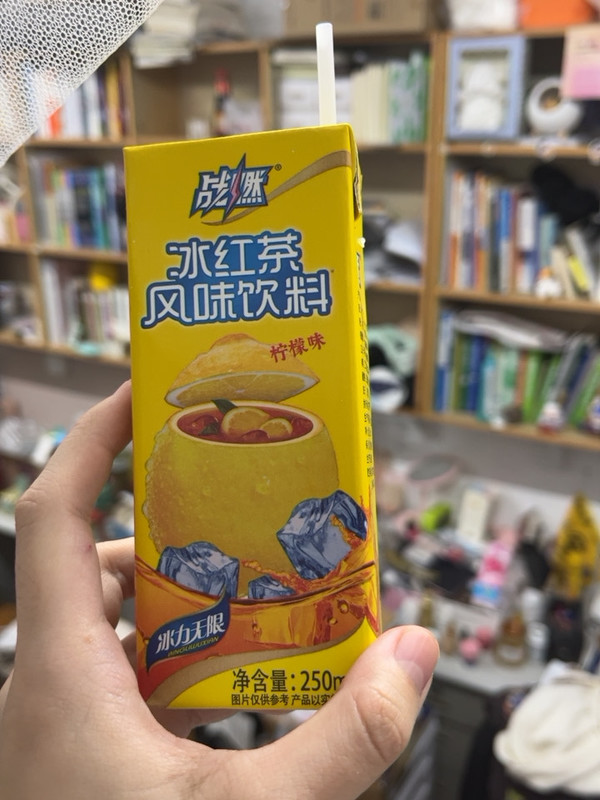 战燃®
冰红茶
风味饮料
柠檬味
冰力无限
BINGLIWUXIAN
净含量：250m
图片仅供参考 产品以实